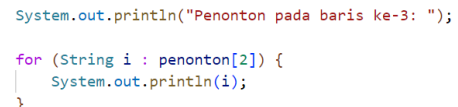 System.out.println("Penonton pada baris ke-3: ");
for (String i : penonton[2]) {
System.out.println(i);
}